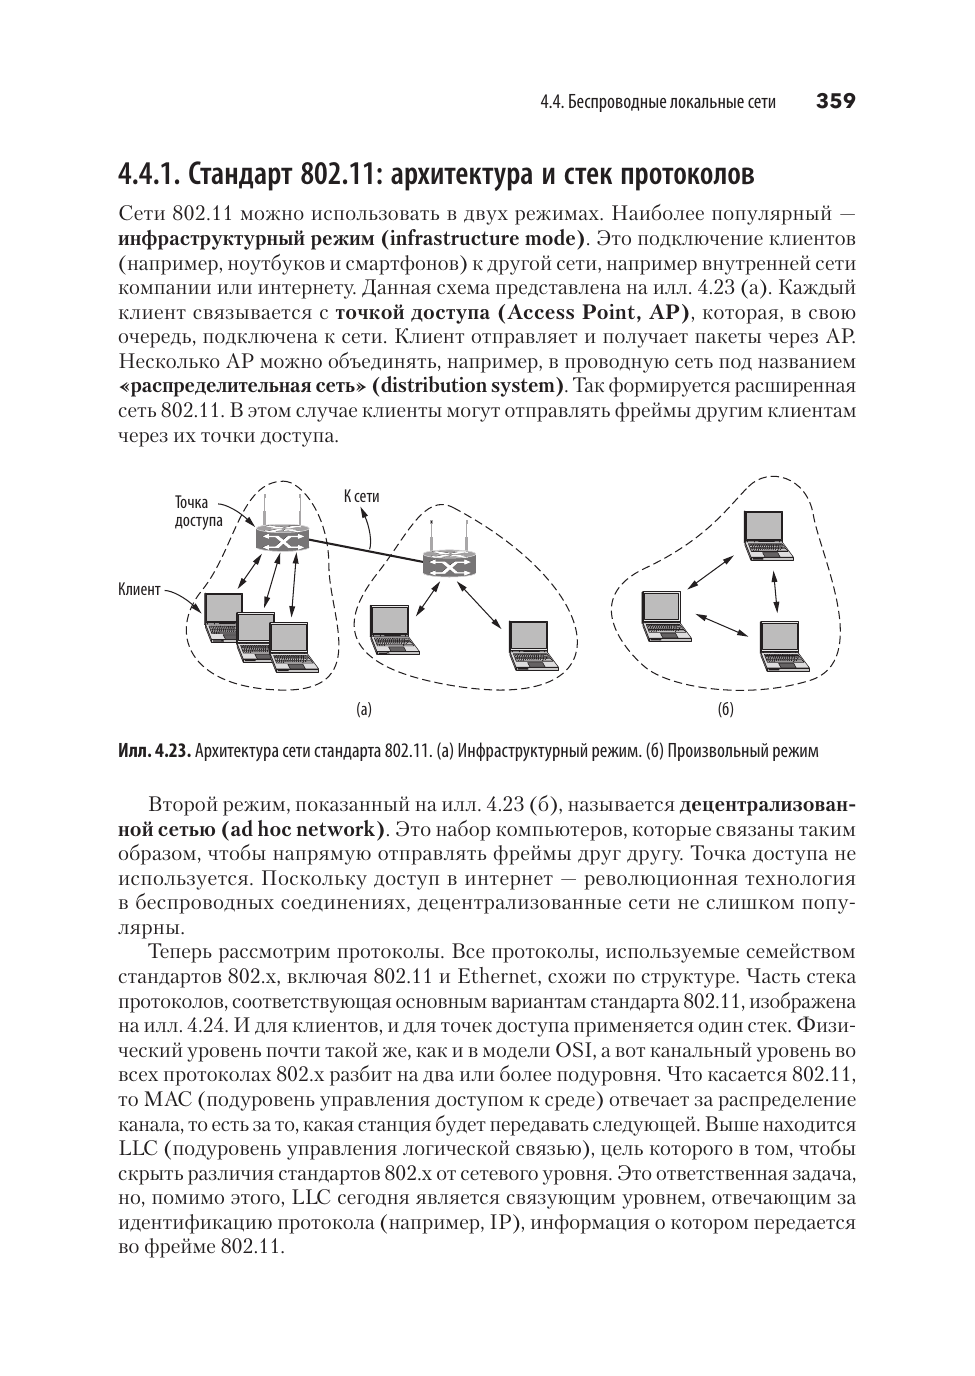 4.4. Беспроводные локальные сети 359
4.4.1. Стандарт 802.11: архитектура и стек протоколов
Сети 802.11 можно использовать в двух режимах. Наиболее популярный —
инфраструктурный режим (infrastructure mode). Это подключение клиентов
(например, ноутбуков и смартфонов) к другой сети, например внутренней сети
компании или интернету. Данная схема представлена на илл. 4.23 (а). Каждый
клиент связывается с точкой доступа (Access Point, AP), которая, в свою
очередь, подключена к сети. Клиент отправляет и получает пакеты через AP.
Несколько AP можно объединять, например, в проводную сеть под названием
«распределительная сеть» (distribution system). Так формируется расширенная
сеть 802.11. В этом случае клиенты могут отправлять фреймы другим клиентам
через их точки доступа.
Точка
доступа
К сети
Клиент
(а)
(б)
Илл. 4.23. Архитектура сети стандарта 802.11. (а) Инфраструктурный режим. (б) Произвольный режим
Второй режим, показанный на илл. 4.23 (б), называется децентрализован-
ной сетью (ad hoc network). Это набор компьютеров, которые связаны таким
образом, чтобы напрямую отправлять фреймы друг другу. Точка доступа не
используется. Поскольку доступ в интернет — революционная технология
в беспроводных соединениях, децентрализованные сети не слишком попу-
лярны.
Теперь рассмотрим протоколы. Все протоколы, используемые семейством
стандартов 802.x, включая 802.11 и Ethernet, схожи по структуре. Часть стека
протоколов, соответствующая основным вариантам стандарта 802.11, изображена
на илл. 4.24. И для клиентов, и для точек доступа применяется один стек. Физи-
ческий уровень почти такой же, как и в модели OSI, а вот канальный уровень во
всех протоколах 802.x разбит на два или более подуровня. Что касается 802.11,
то MAC (подуровень управления доступом к среде) отвечает за распределение
канала, то есть за то, какая станция будет передавать следующей. Выше находится
LLC (подуровень управления логической связью), цель которого в том, чтобы
скрыть различия стандартов 802.x от сетевого уровня. Это ответственная задача,
но, помимо этого, LLC сегодня является связующим уровнем, отвечающим за
идентификацию протокола (например, IP), информация о котором передается
во фрейме 802.11.